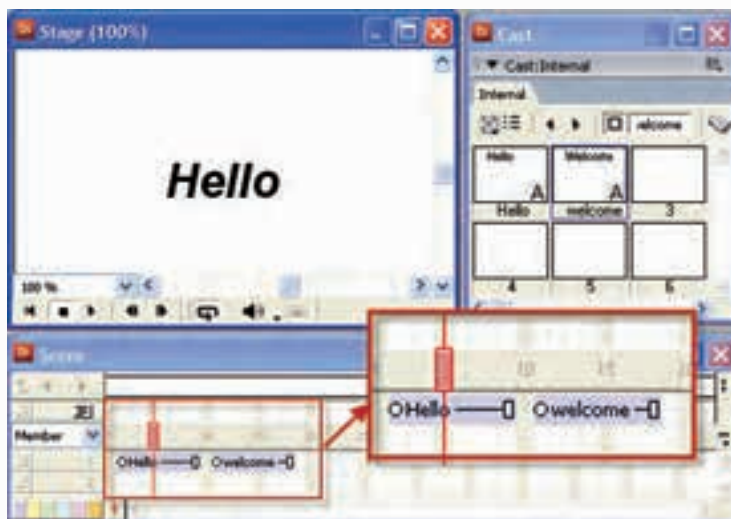 Stage (100%)
Hello
100 %
Cast
Cast:Internal
Internal
elcome
Hello
Welcome
A
A
Hello
welcome
3
4
5
6
Score
Member
Hello
welcome
10
15
Hello
welcome